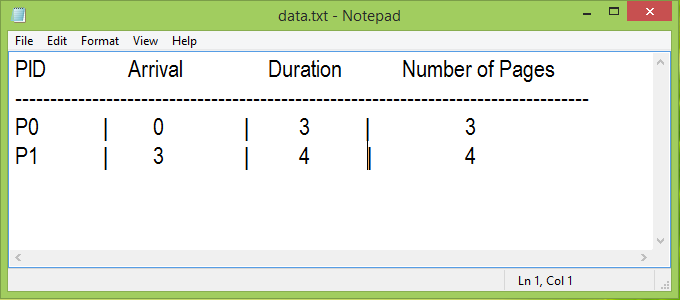 data.txt - Notepad
File Edit Format View Help
PID Arrival Duration Number of Pages
-----------------------------------------------------------------------------------
P0 | 0 | 3 | 3
P1 | 3 | 4 | 4
Ln 1, Col 1